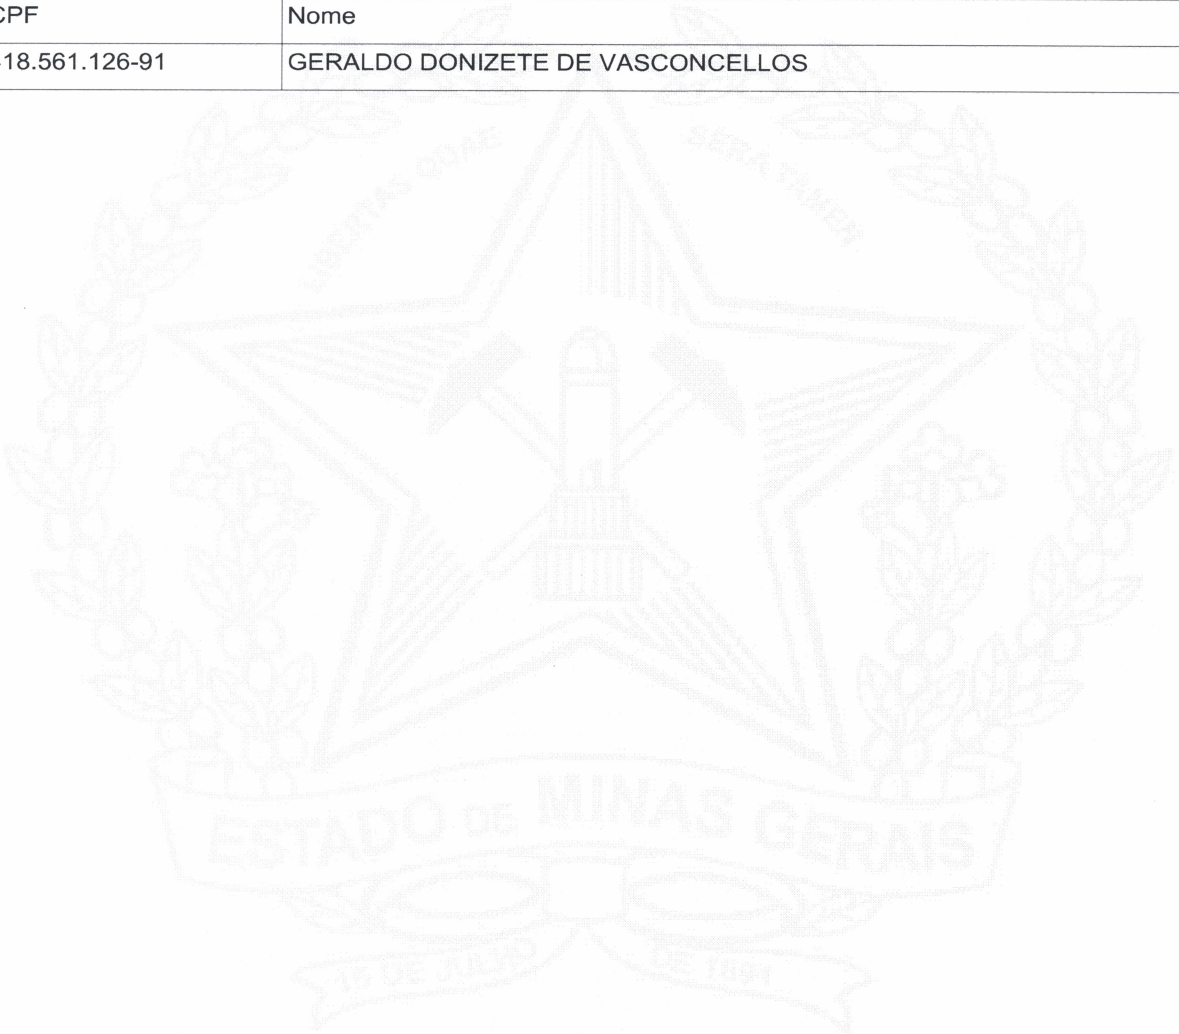 CPF Nome
18.561.126-91 GERALDO DONIZETE DE VASCONCELLOS
LIBERTAS QUAE SERA TAMEN
ESTADO DE MINAS GERAIS
15 DE JULHO DE 1891